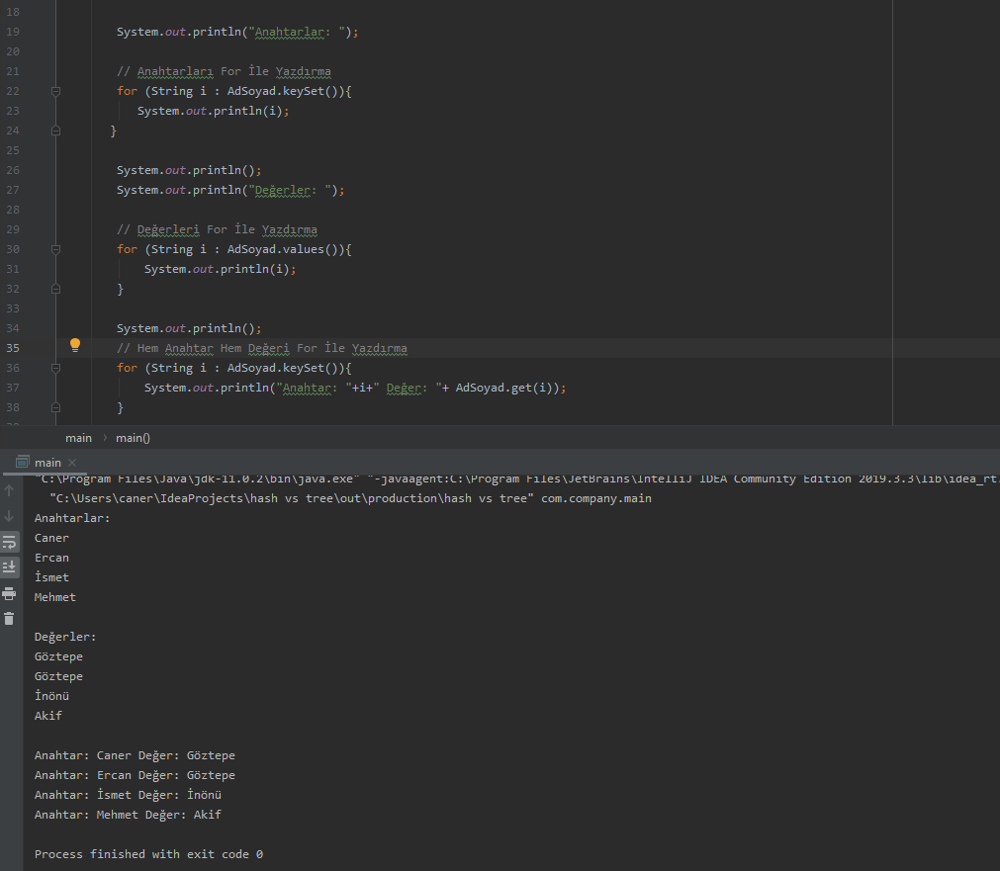 18
19 System.out.println("Anahtarlar: ");
20
21 // Anahtarları For İle Yazdırma
22 for (String i : AdSoyad.keySet()){
23 System.out.println(i);
24 }
25
26 System.out.println();
27 System.out.println("Değerler: ");
28
29 // Değerleri For İle Yazdırma
30 for (String i : AdSoyad.values()){
31 System.out.println(i);
32 }
33
34 System.out.println();
35 // Hem Anahtar Hem Değeri For İle Yazdırma
36 for (String i : AdSoyad.keySet()){
37 System.out.println("Anahtar: "+i+" Değer: "+ AdSoyad.get(i));
38 }
main › main()
main ×
"C:\Program Files\Java\jdk-11.0.2\bin\java.exe" "-javaagent:C:\Program Files\JetBrains\IntelliJ IDEA Community Edition 2019.3.3\lib\idea_rt.
"C:\Users\caner\IdeaProjects\hash vs tree\out\production\hash vs tree" com.company.main
Anahtarlar:
Caner
Ercan
İsmet
Mehmet
Değerler:
Göztepe
Göztepe
İnönü
Akif
Anahtar: Caner Değer: Göztepe
Anahtar: Ercan Değer: Göztepe
Anahtar: İsmet Değer: İnönü
Anahtar: Mehmet Değer: Akif
Process finished with exit code 0